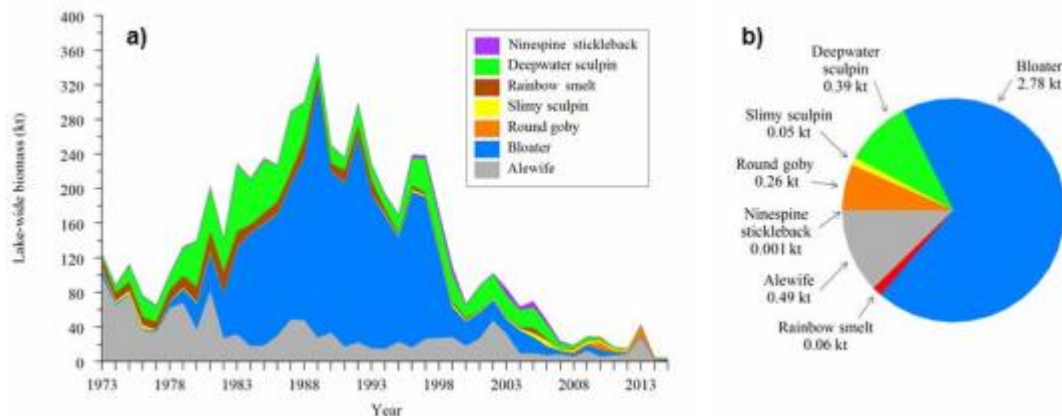 a)
400
360
320
280
240
200
160
120
80
40
0
Lake-wide biomass (kt)
1973
1978
1983
1988
1993
1998
2003
2008
2013
Year
Ninespine stickleback
Deepwater sculpin
Rainbow smelt
Slimy sculpin
Round goby
Bloater
Alewife
b)
Deepwater
sculpin
0.39 kt
Bloater
2.78 kt
Slimy sculpin
0.05 kt
Round goby
0.26 kt
Ninespine
stickleback
0.001 kt
Alewife
0.49 kt
Rainbow smelt
0.06 kt